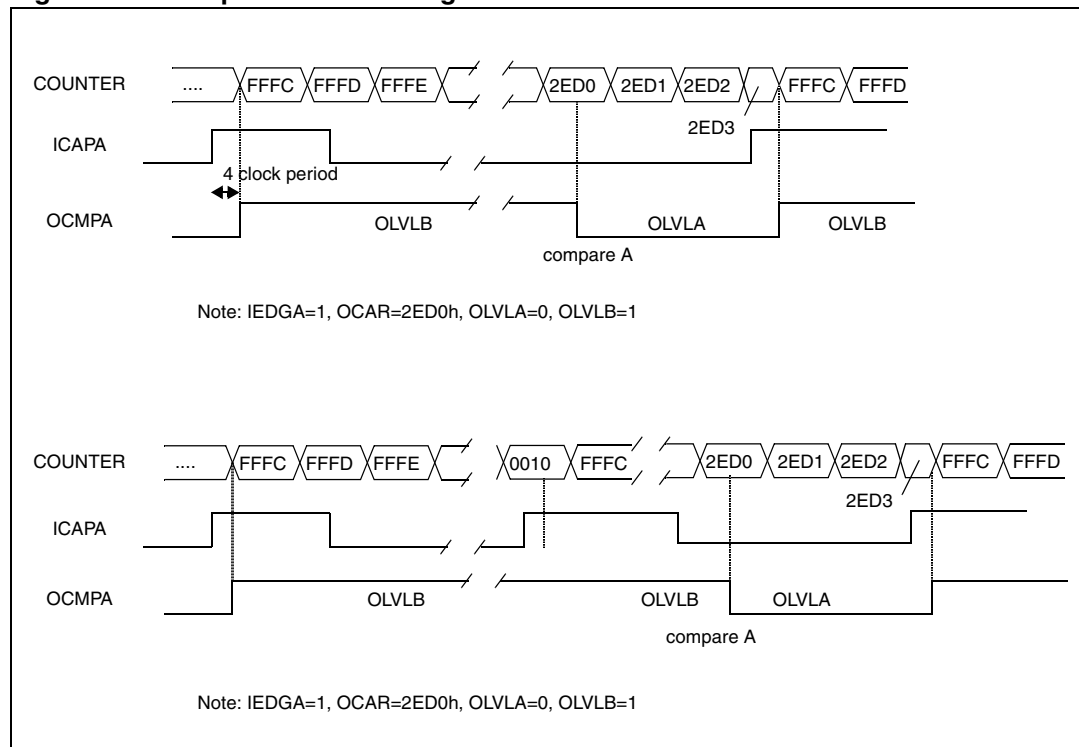 COUNTER .... FFFC FFFD FFFE 2ED0 2ED1 2ED2 FFFC FFFD
2ED3
ICAPA
4 clock period
OCMPA OLVLB OLVLA OLVLB
compare A
Note: IEDGA=1, OCAR=2ED0h, OLVLA=0, OLVLB=1
COUNTER .... FFFC FFFD FFFE 0010 FFFC 2ED0 2ED1 2ED2 FFFC FFFD
2ED3
ICAPA
OCMPA OLVLB OLVLB OLVLA
compare A
Note: IEDGA=1, OCAR=2ED0h, OLVLA=0, OLVLB=1